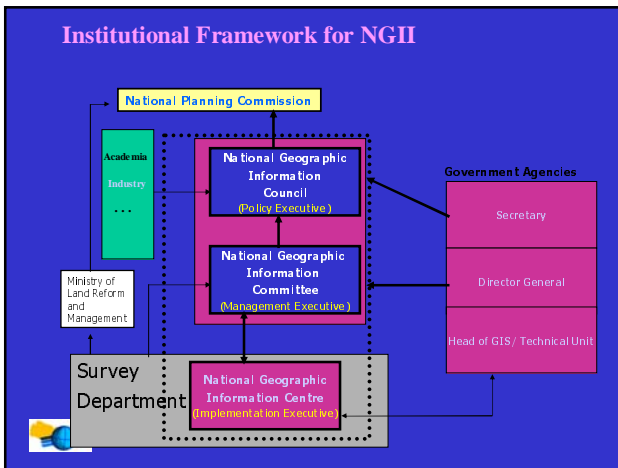 Institutional Framework for NGII
National Planning Commission
Academia
Industry
...
National Geographic
Information
Council
(Policy Executive)
Government Agencies
Secretary
National Geographic
Information
Committee
(Management Executive)
Director General
Ministry of
Land Reform
and
Management
Head of GIS/ Technical Unit
Survey
Department
National Geographic
Information Centre
(Implementation Executive)